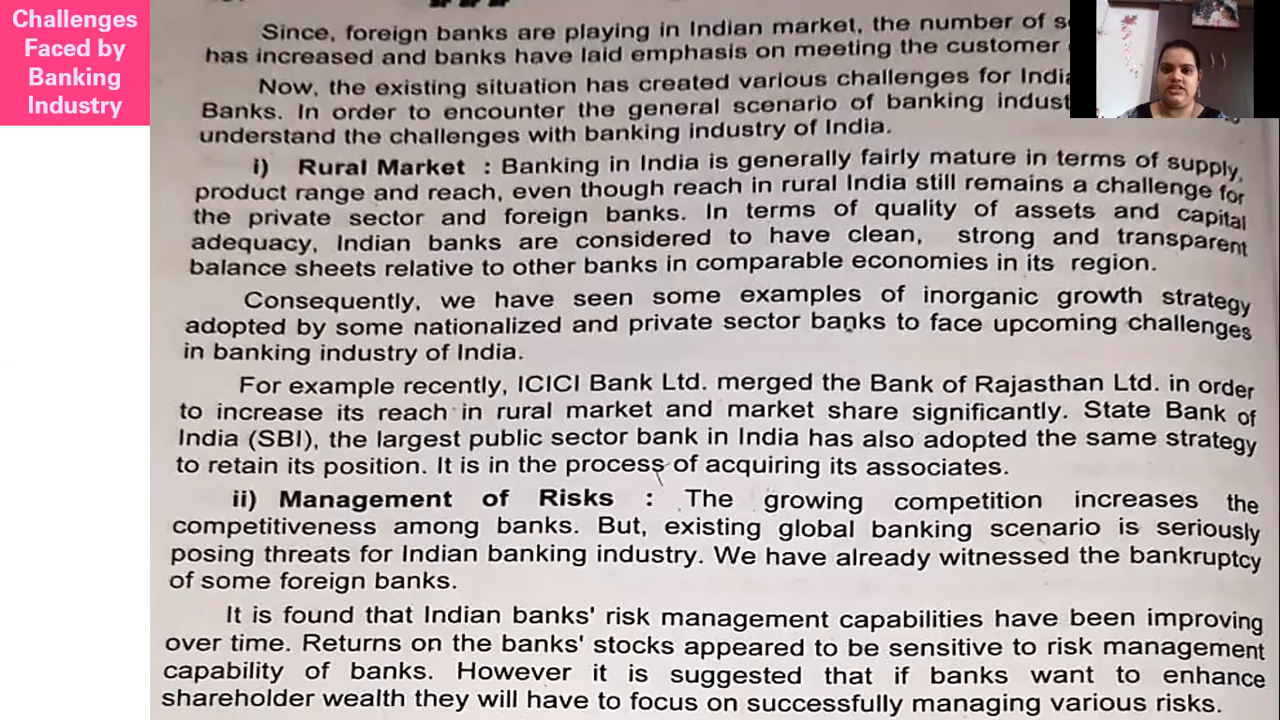 Challenges
Faced by
Banking
Industry
Since, foreign banks are playing in Indian market, the number of
has increased and banks have laid emphasis on meeting the customer
Now, the existing situation has created various challenges for
Banks. In order to encounter the general scenario of banking
understand the challenges with banking industry of India.
i) Rural Market : Banking in India is generally fairly mature in terms of supply,
product range and reach, even though reach in rural India still remains a challenge for
the private sector and foreign banks. In terms of quality of assets and capital
adequacy, Indian banks are considered to have clean, strong and transparent
balance sheets relative to other banks in comparable economies in its region.
Consequently, we have seen some examples of inorganic growth strategy
adopted by some nationalized and private sector banks to face upcoming challenges
in banking industry of India.
For example recently, ICICI Bank Ltd. merged the Bank of Rajasthan Ltd. in order
to increase its reach in rural market and market share significantly. State Bank of
India (SBI), the largest public sector bank in India has also adopted the same strategy
to retain its position. It is in the process of acquiring its associates.
ii) Management of Risks : The growing competition increases the
competitiveness among banks. But, existing global banking scenario is seriously
posing threats for Indian banking industry. We have already witnessed the bankruptcy
of some foreign banks.
It is found that Indian banks' risk management capabilities have been improving
over time. Returns on the banks' stocks appeared to be sensitive to risk management
capability of banks. However it is suggested that if banks want to enhance
shareholder wealth they will have to focus on successfully managing various risks.